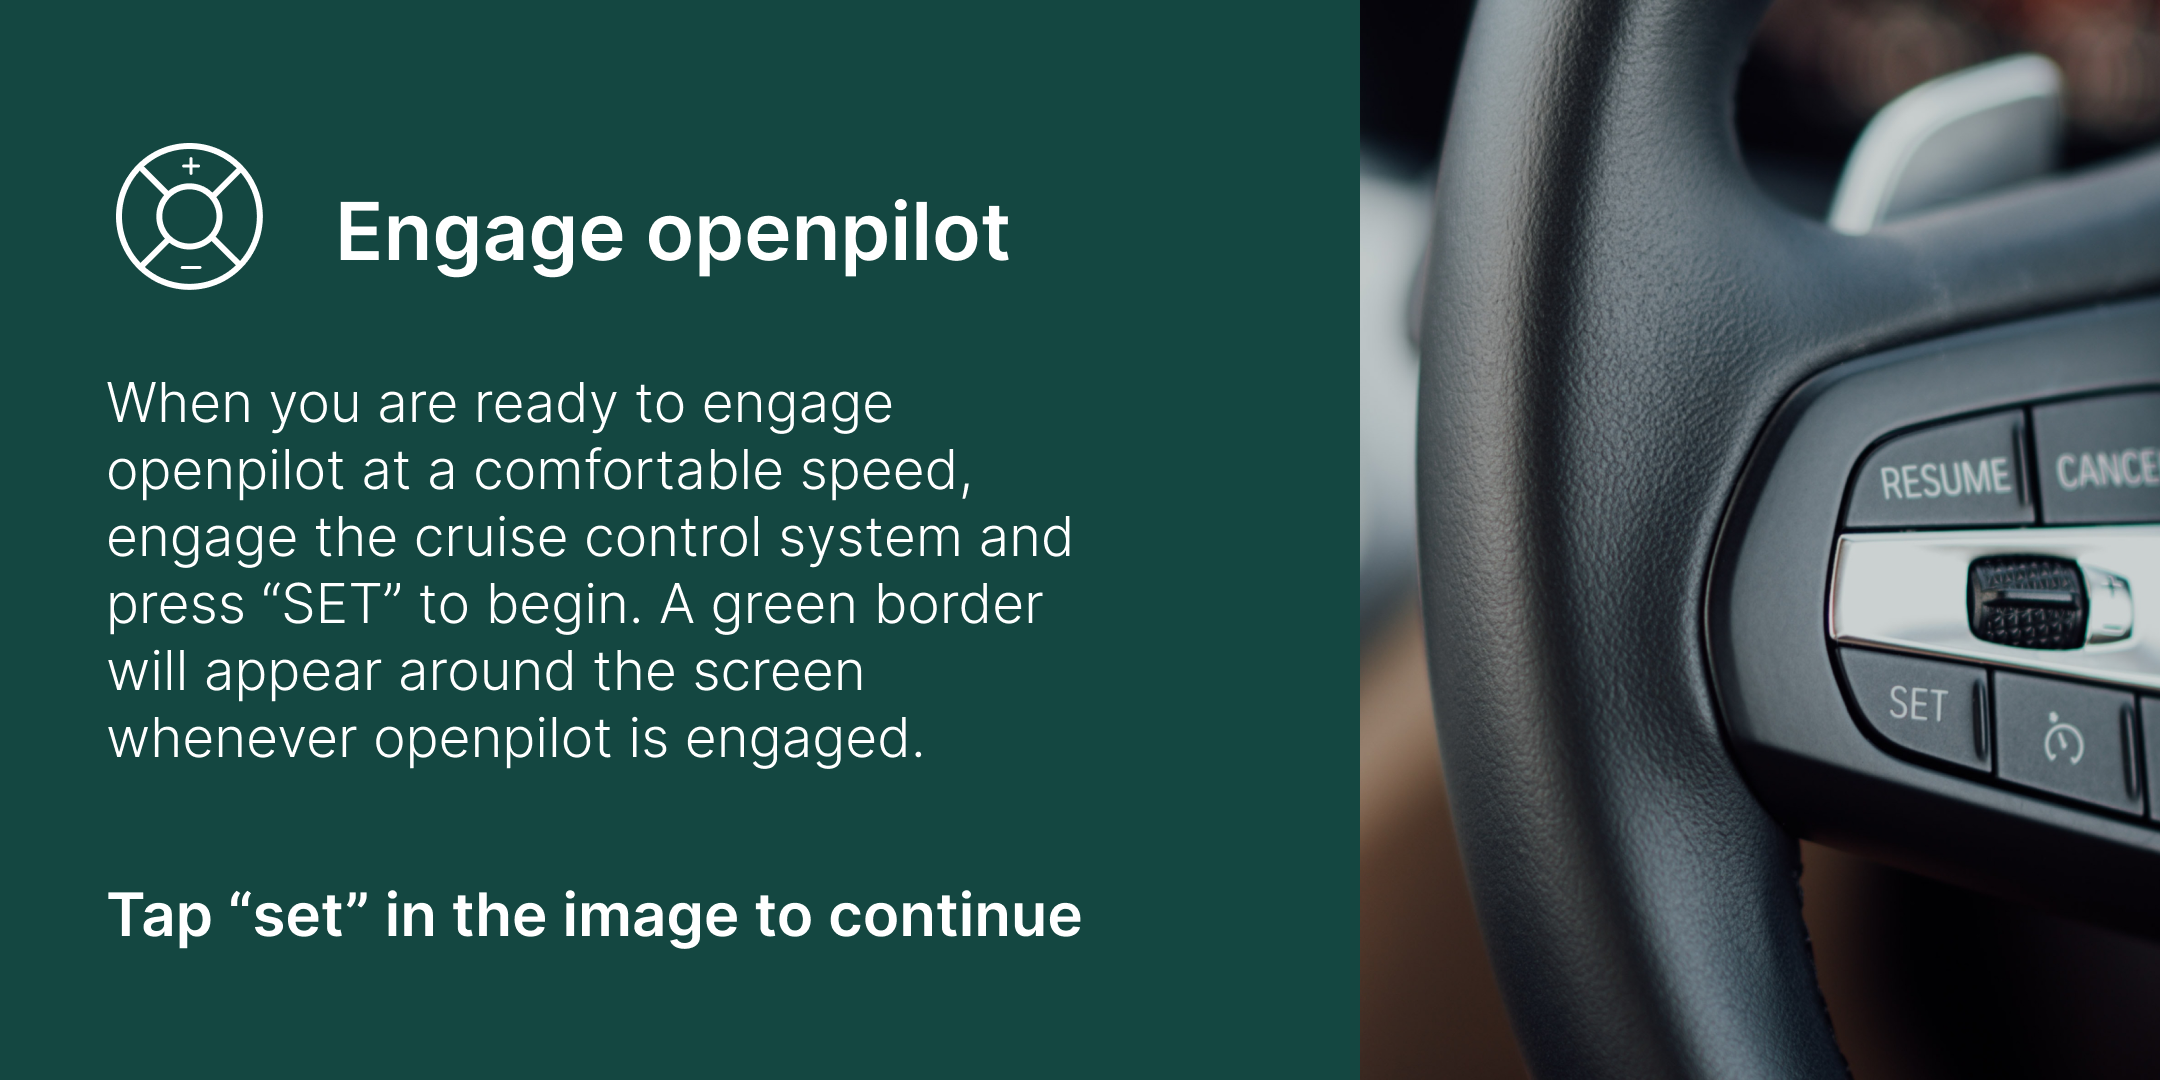 Engage openpilot
When you are ready to engage
openpilot at a comfortable speed,
engage the cruise control system and
press “SET” to begin. A green border
will appear around the screen
whenever openpilot is engaged.
Tap “set” in the image to continue
RESUME
CANCE
SET